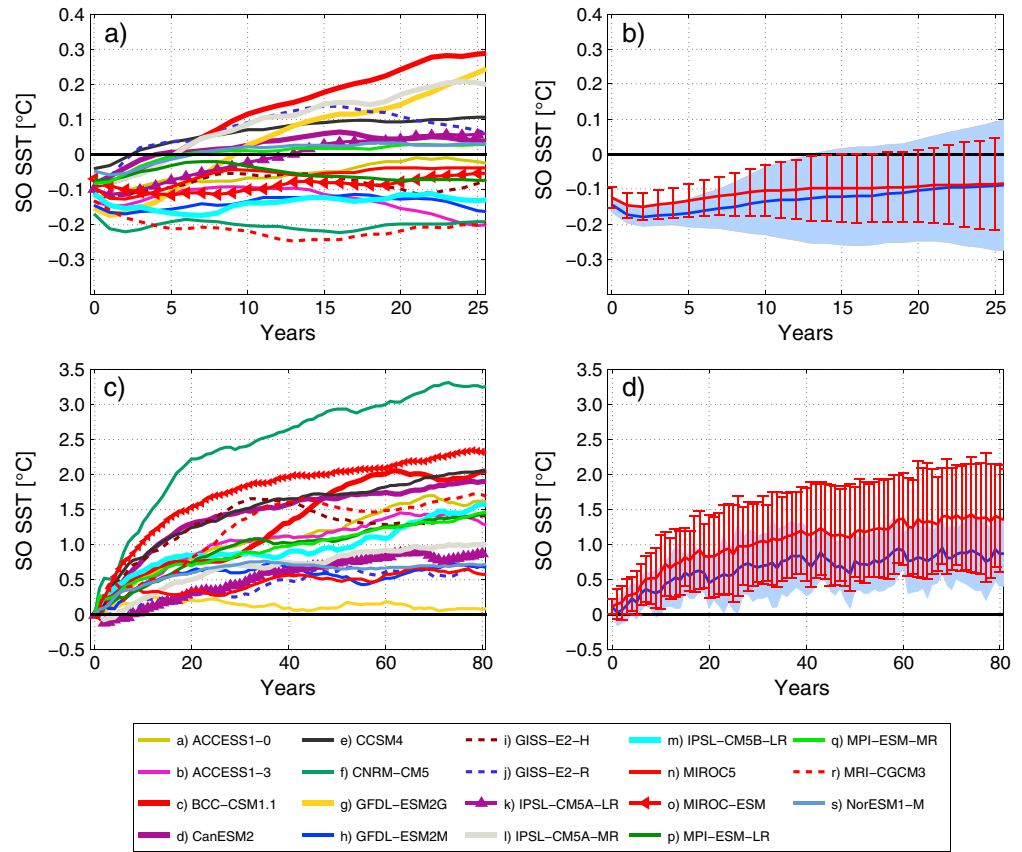 a)
SO SST [°C]
0.4
0.3
0.2
0.1
0
−0.1
−0.2
−0.3
0 5 10 15 20 25
Years
b)
SO SST [°C]
0.4
0.3
0.2
0.1
0
−0.1
−0.2
−0.3
0 5 10 15 20 25
Years
c)
SO SST [°C]
3.5
3.0
2.5
2.0
1.5
1.0
0.5
0
−0.5
0 20 40 60 80
Years
d)
SO SST [°C]
3.5
3.0
2.5
2.0
1.5
1.0
0.5
0
−0.5
0 20 40 60 80
Years
a) ACCESS1−0
b) ACCESS1−3
c) BCC−CSM1.1
d) CanESM2
e) CCSM4
f) CNRM−CM5
g) GFDL−ESM2G
h) GFDL−ESM2M
i) GISS−E2−H
j) GISS−E2−R
k) IPSL−CM5A−LR
l) IPSL−CM5A−MR
m) IPSL−CM5B−LR
n) MIROC5
o) MIROC−ESM
p) MPI−ESM−LR
q) MPI−ESM−MR
r) MRI−CGCM3
s) NorESM1−M